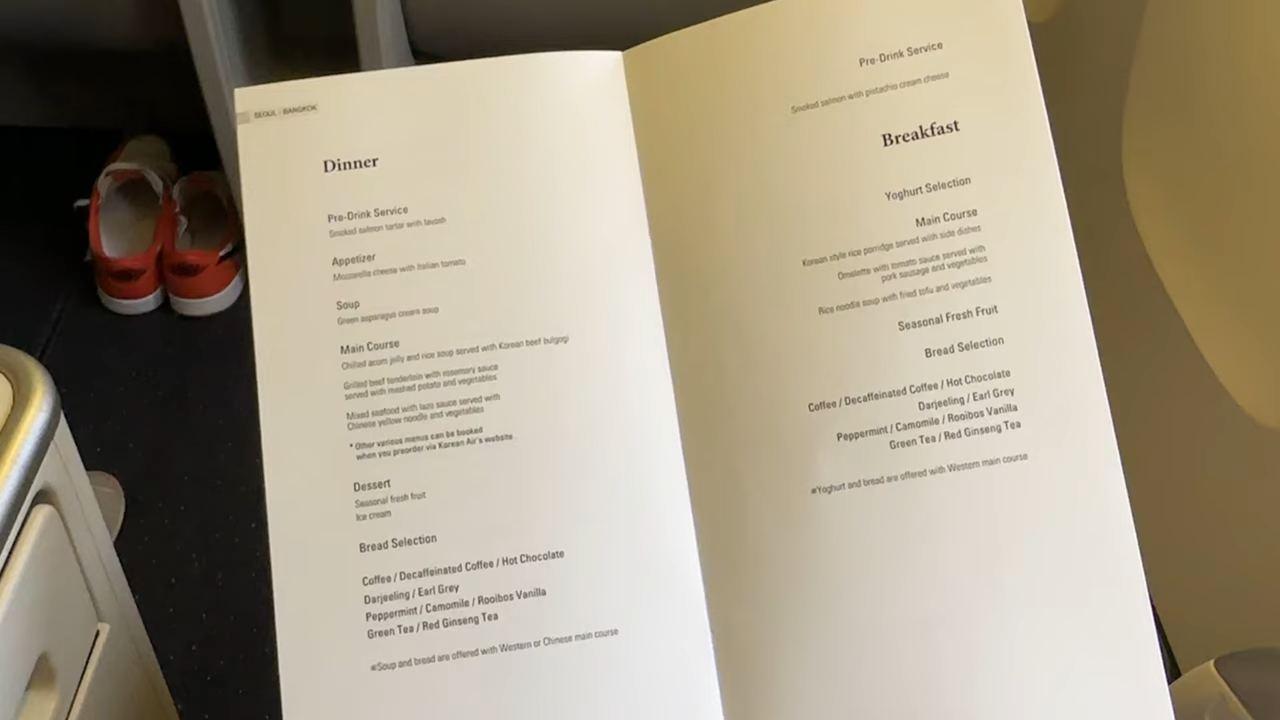 SEOUL - BANGKOK
Dinner
Pre-Drink Service
Smoked salmon tartar with lavosh
Appetizer
Mozzarella cheese with Italian tomato
Soup
Green asparagus cream soup
Main Course
Chilled acorn jelly and rice soup served with Korean beef bulgogi
Grilled beef tenderloin with rosemary sauce
served with mashed potato and vegetables
Mixed seafood with lazo sauce served with
Chinese yellow noodle and vegetables
* Other various menus can be booked
when you preorder via Korean Air's website.
Dessert
Seasonal fresh fruit
Ice cream
Bread Selection
Coffee / Decaffeinated Coffee / Hot Chocolate
Darjeeling / Earl Grey
Peppermint / Camomile / Rooibos Vanilla
Green Tea / Red Ginseng Tea
※Soup and bread are offered with Western or Chinese main course
Pre-Drink Service
Smoked salmon with pistachio cream cheese
Breakfast
Yoghurt Selection
Main Course
Korean style rice porridge served with side dishes
Omelette with tomato sauce served with
pork sausage and vegetables
Rice noodle soup with fried tofu and vegetables
Seasonal Fresh Fruit
Bread Selection
Coffee / Decaffeinated Coffee / Hot Chocolate
Darjeeling / Earl Grey
Peppermint / Camomile / Rooibos Vanilla
Green Tea / Red Ginseng Tea
※Yoghurt and bread are offered with Western main course